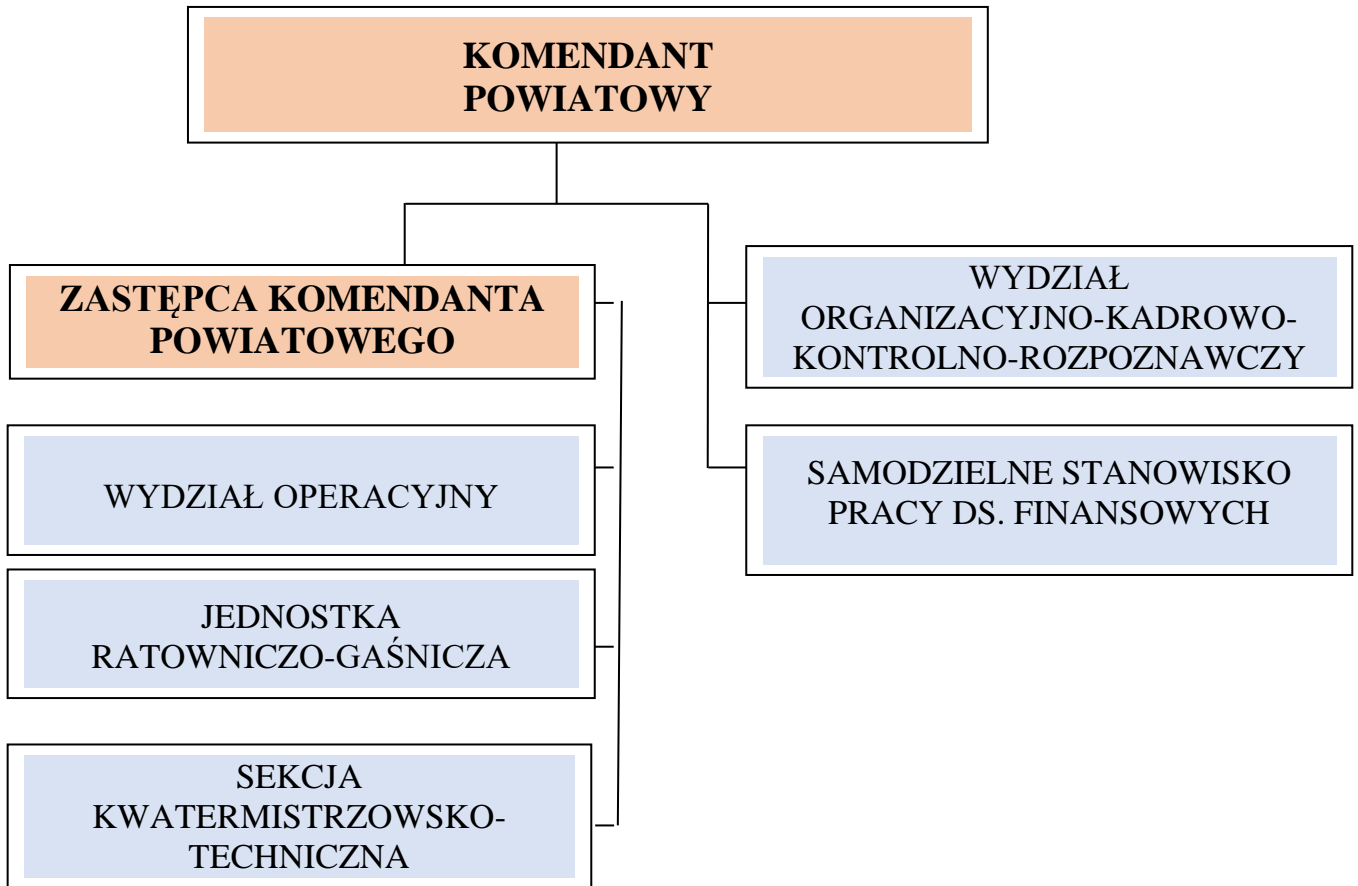 KOMENDANT
POWIATOWY
ZASTĘPCA KOMENDANTA
POWIATOWEGO
WYDZIAŁ OPERACYJNY
JEDNOSTKA
RATOWNICZO-GAŚNICZA
SEKCJA
KWATERMISTRZOWSKO-
TECHNICZNA
WYDZIAŁ
ORGANIZACYJNO-KADROWO-
KONTROLNO-ROZPOZNAWCZY
SAMODZIELNE STANOWISKO
PRACY DS. FINANSOWYCH